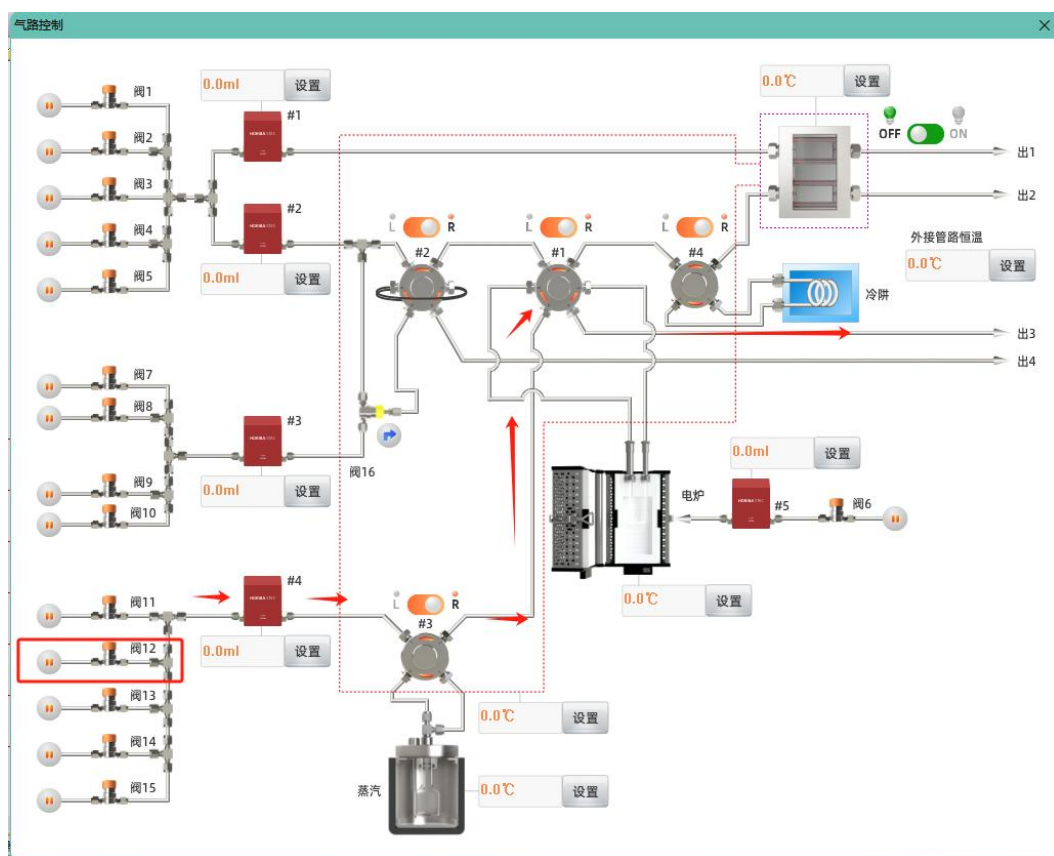 气路控制
阀1
阀2
阀3
阀4
阀5
0.0ml 设置
#1
#2
0.0ml 设置
0.0℃ 设置
OFF ON
出1
出2
外接管路恒温
0.0℃ 设置
L R
#2
L R
#1
L R
#4
冷阱
出3
出4
阀7
阀8
阀9
阀10
#3
0.0ml 设置
阀16
0.0ml 设置
电炉
#5
阀6
0.0℃ 设置
阀11
阀12
阀13
阀14
阀15
#4
0.0ml 设置
L R
#3
0.0℃ 设置
蒸汽
0.0℃ 设置